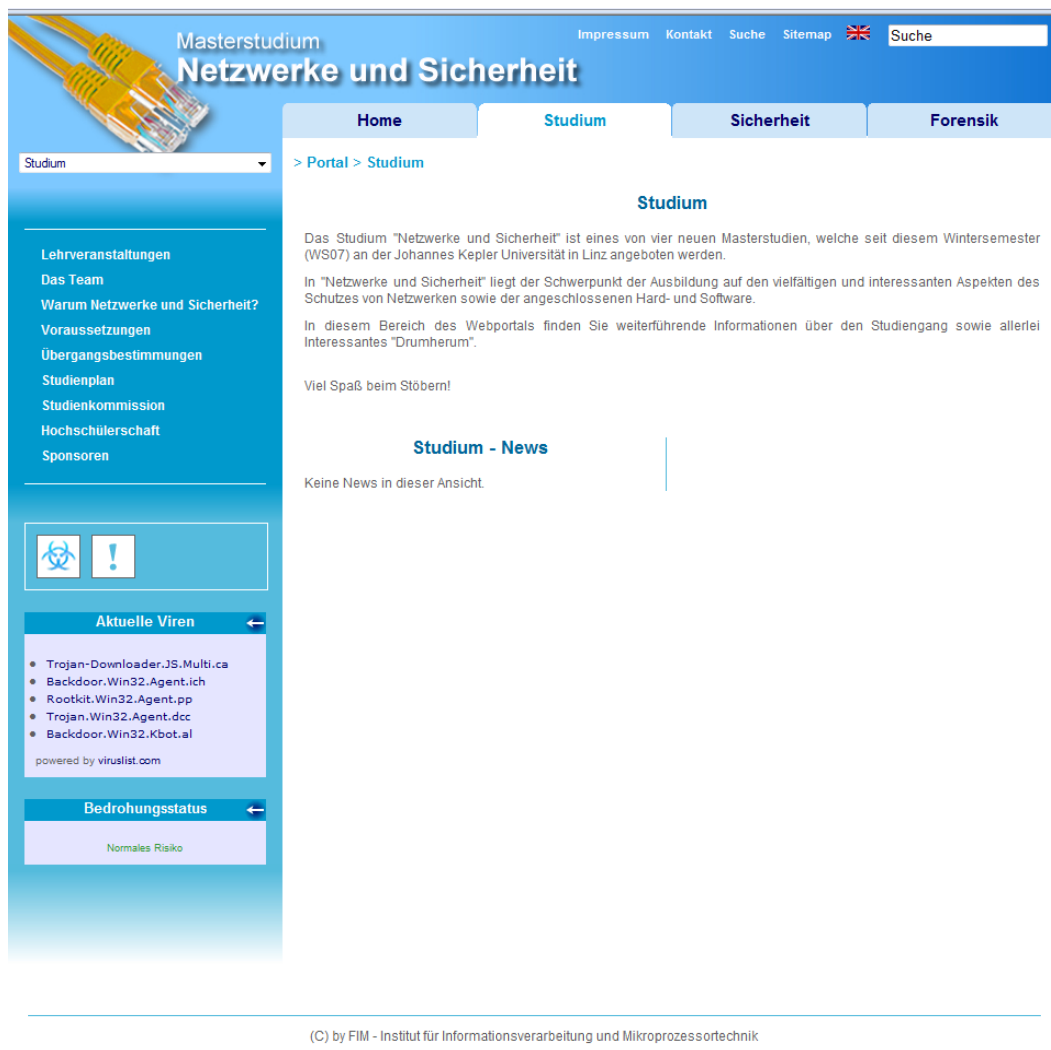 Masterstudium
Netzwerke und Sicherheit
Impressum Kontakt Suche Sitemap
Suche
Home Studium Sicherheit Forensik
Studium
> Portal > Studium
Lehrveranstaltungen
Das Team
Warum Netzwerke und Sicherheit?
Voraussetzungen
Übergangsbestimmungen
Studienplan
Studienkommission
Hochschülerschaft
Sponsoren
Studium
Das Studium "Netzwerke und Sicherheit" ist eines von vier neuen Masterstudien, welche seit diesem Wintersemester
(WS07) an der Johannes Kepler Universität in Linz angeboten werden.
In "Netzwerke und Sicherheit" liegt der Schwerpunkt der Ausbildung auf den vielfältigen und interessanten Aspekten des
Schutzes von Netzwerken sowie der angeschlossenen Hard- und Software.
In diesem Bereich des Webportals finden Sie weiterführende Informationen über den Studiengang sowie allerlei
Interessantes "Drumherum".
Viel Spaß beim Stöbern!
Studium - News
Keine News in dieser Ansicht.
!
Aktuelle Viren
Trojan-Downloader.JS.Multi.ca
Backdoor.Win32.Agent.ich
Rootkit.Win32.Agent.pp
Trojan.Win32.Agent.dcc
Backdoor.Win32.Kbot.al
powered by viruslist.com
Bedrohungsstatus
Normales Risiko
(C) by FIM - Institut für Informationsverarbeitung und Mikroprozessortechnik